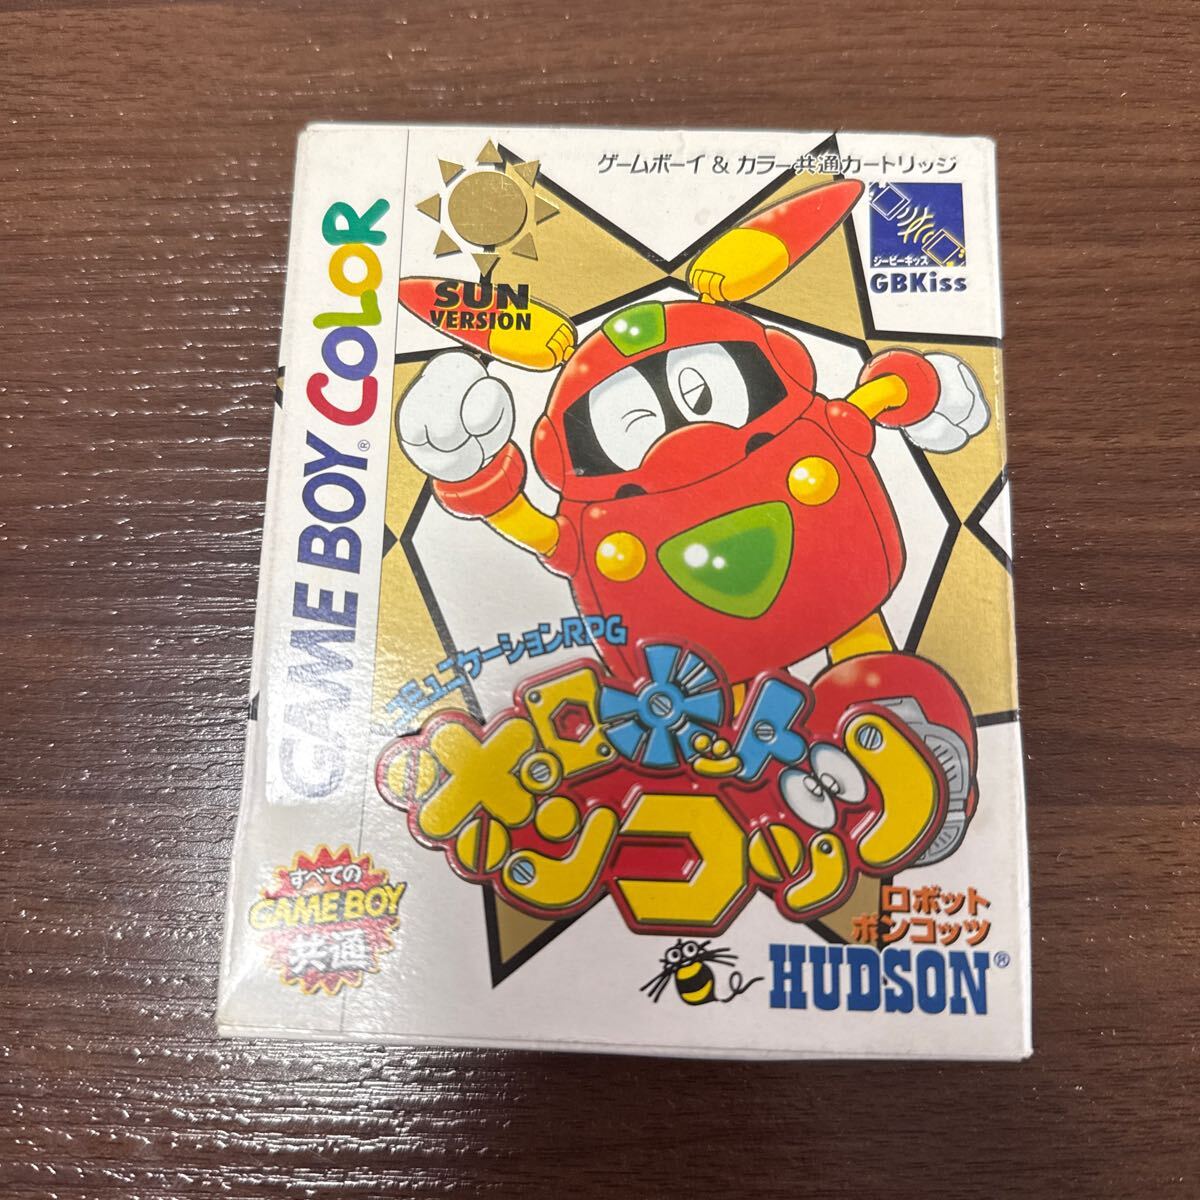 ゲームボーイ & カラー共通カートリッジ
GAME BOY® COLOR
SUN
VERSION
ジーピーキッス
GBKiss
コミュニケーションRPG
ロボット
ポンコッツ
ロボット
ポンコッツ
すべての
GAME BOY
共通
HUDSON®